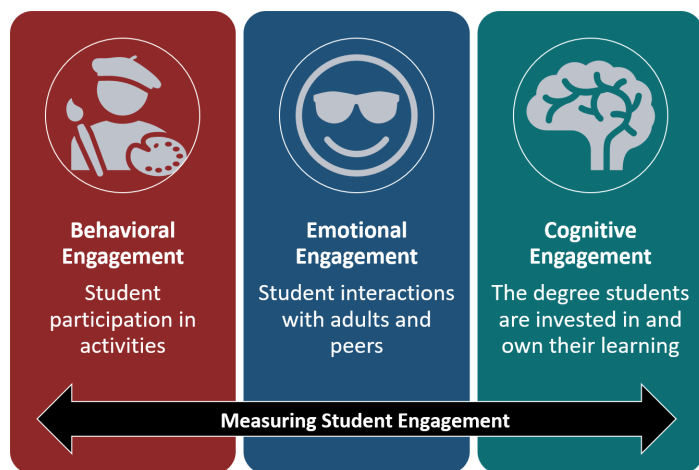 Behavioral
Engagement
Student
participation in
activities
Emotional
Engagement
Student interactions
with adults and
peers
Cognitive
Engagement
The degree students
are invested in and
own their learning
Measuring Student Engagement